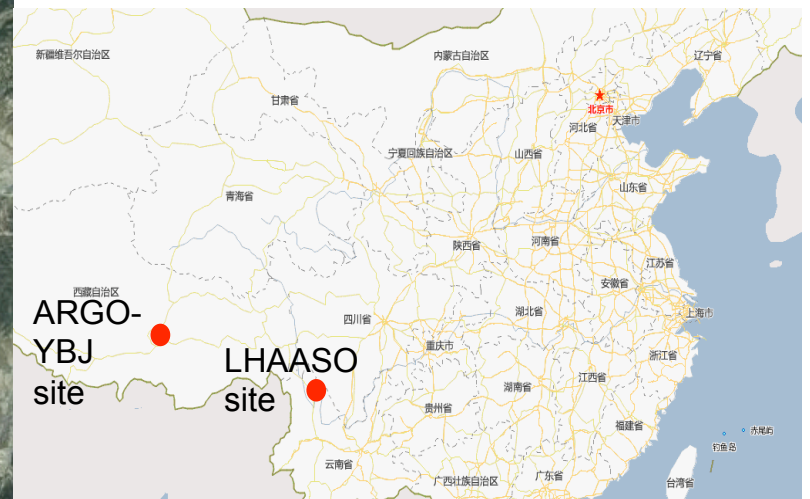 新疆维吾尔自治区
内蒙古自治区
辽宁省
北京市
天津市
甘肃省
河北省
宁夏回族自治区
山西省
山东省
青海省
陕西省
河南省
江苏省
西藏自治区
安徽省
ARGO-
YBJ
site
四川省
湖北省
上海市
重庆市
LHAASO
site
浙江省
湖南省
江西省
贵州省
福建省
赤尾屿
钓鱼岛
云南省
广西壮族自治区
广东省
台湾省